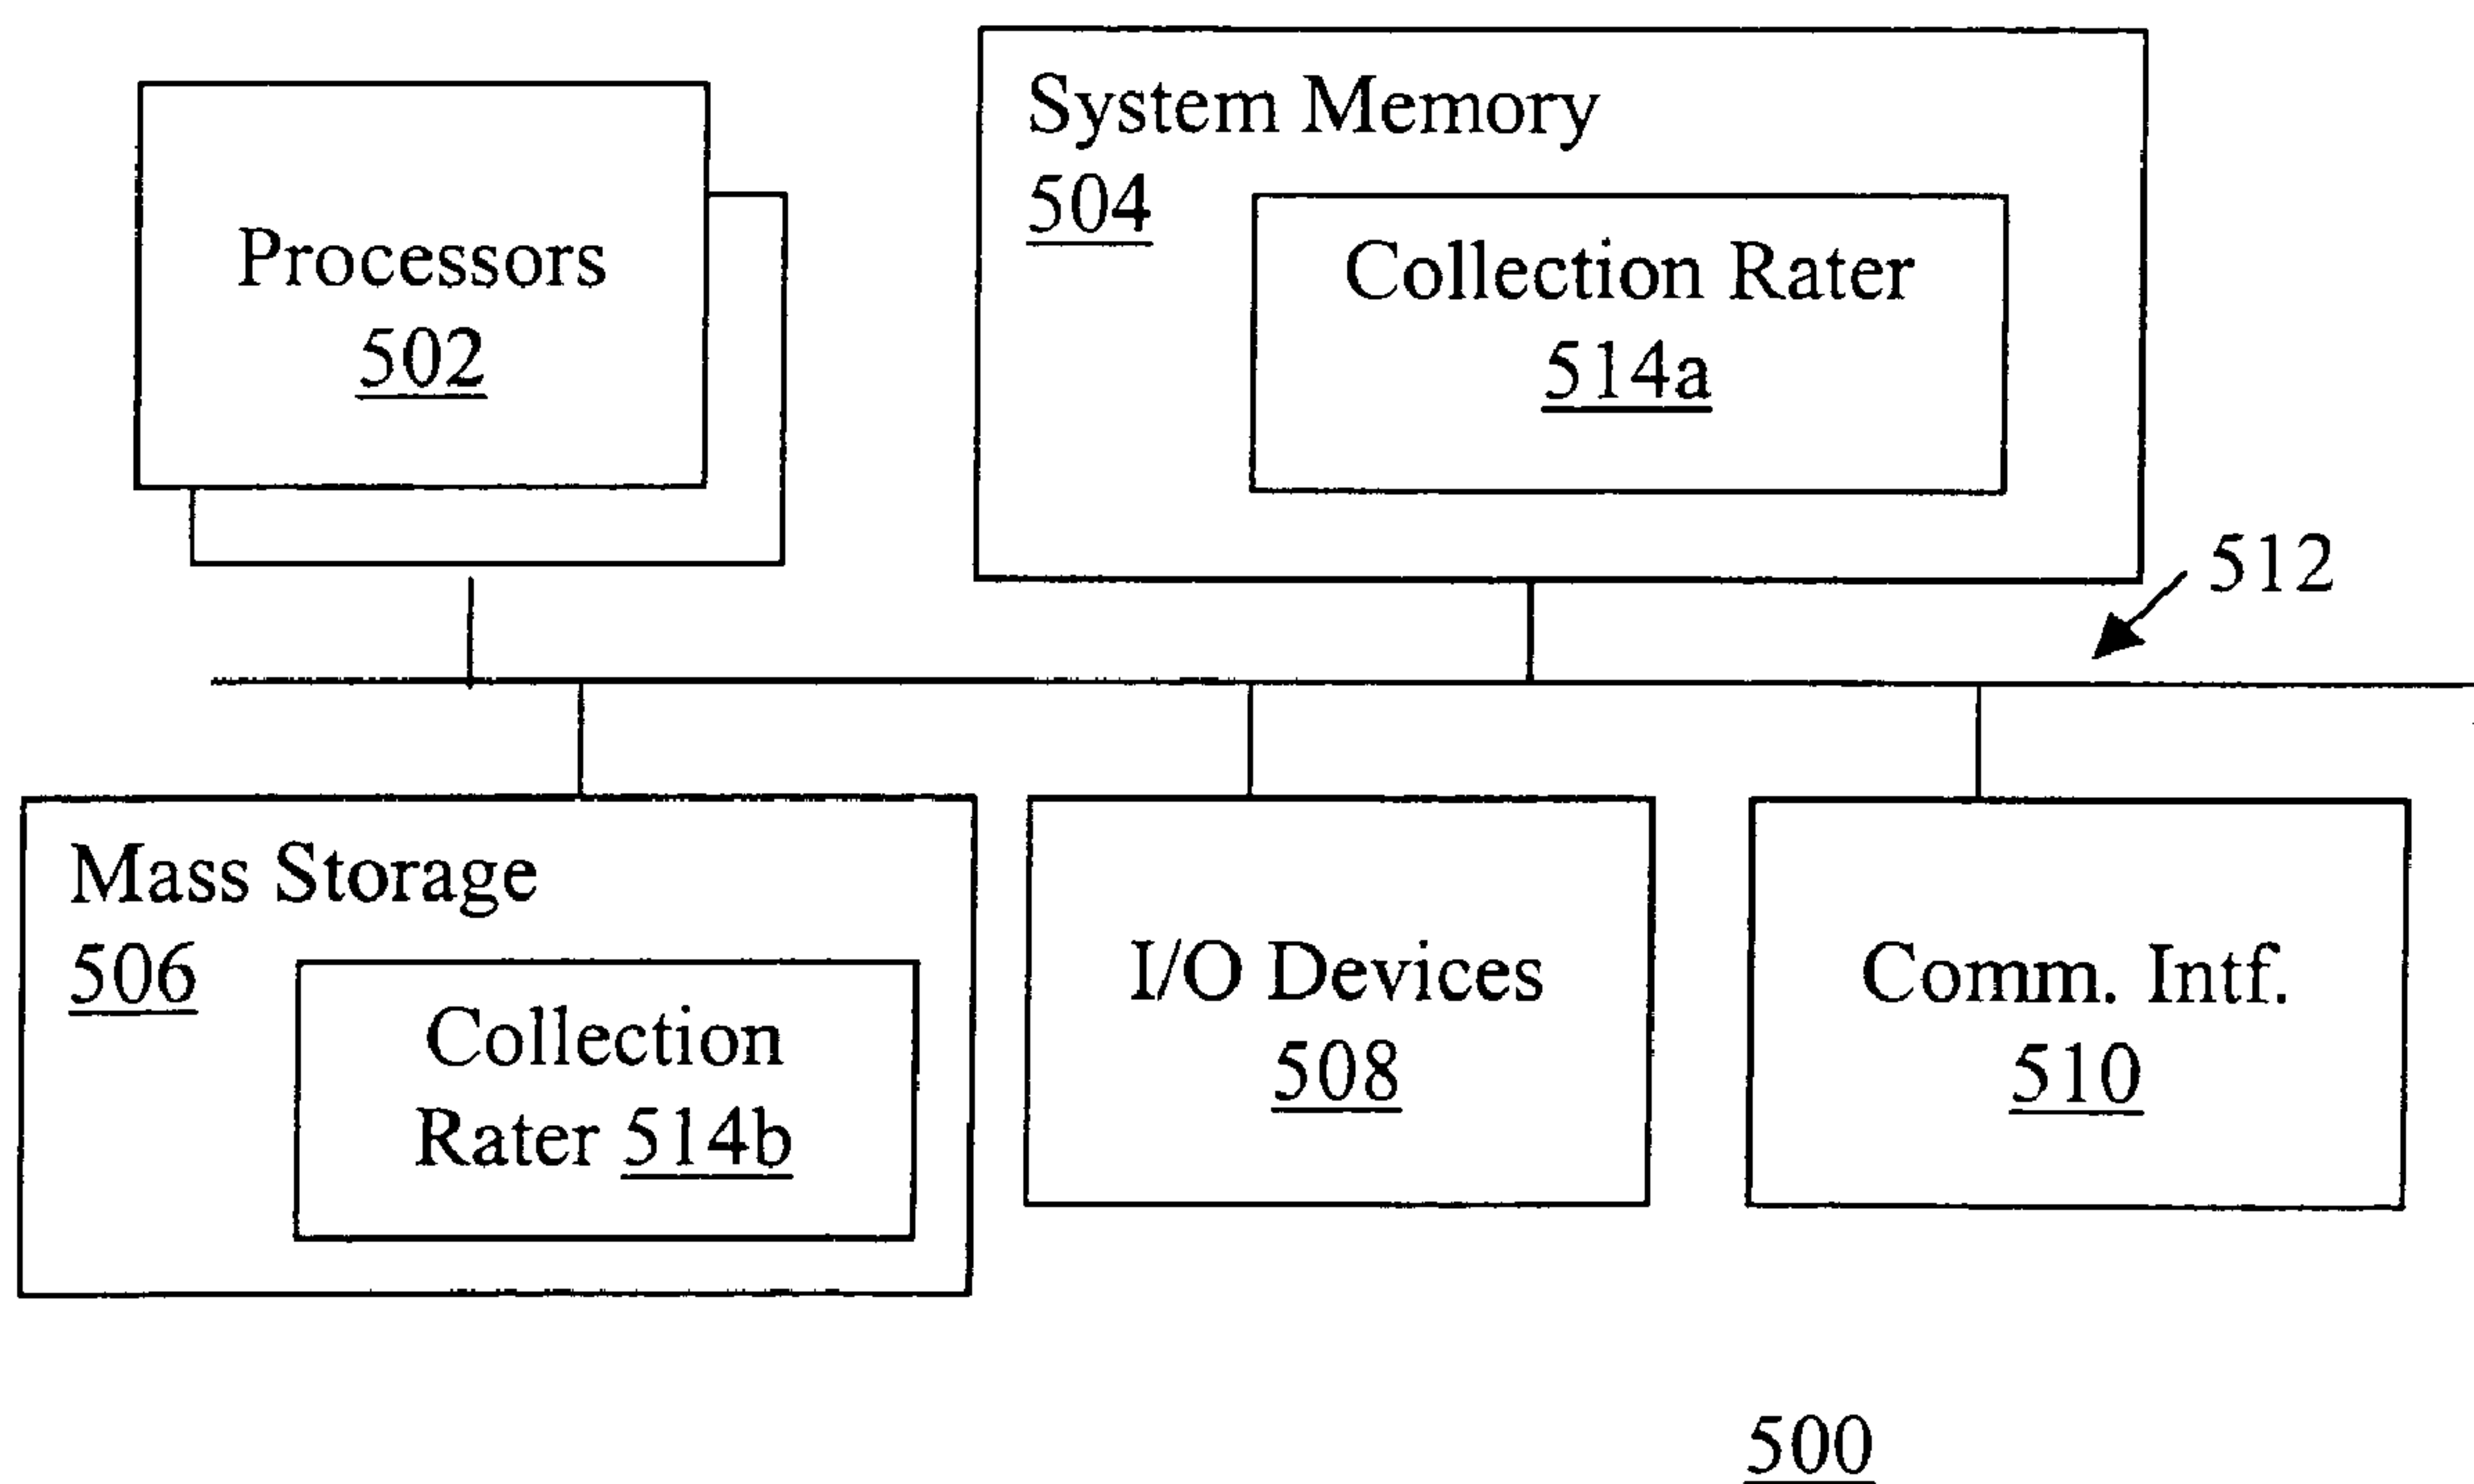 Processors
502
System Memory
504
Collection Rater
514a
512
Mass Storage
506
Collection
Rater 514b
I/O Devices
508
Comm. Intf.
510
500